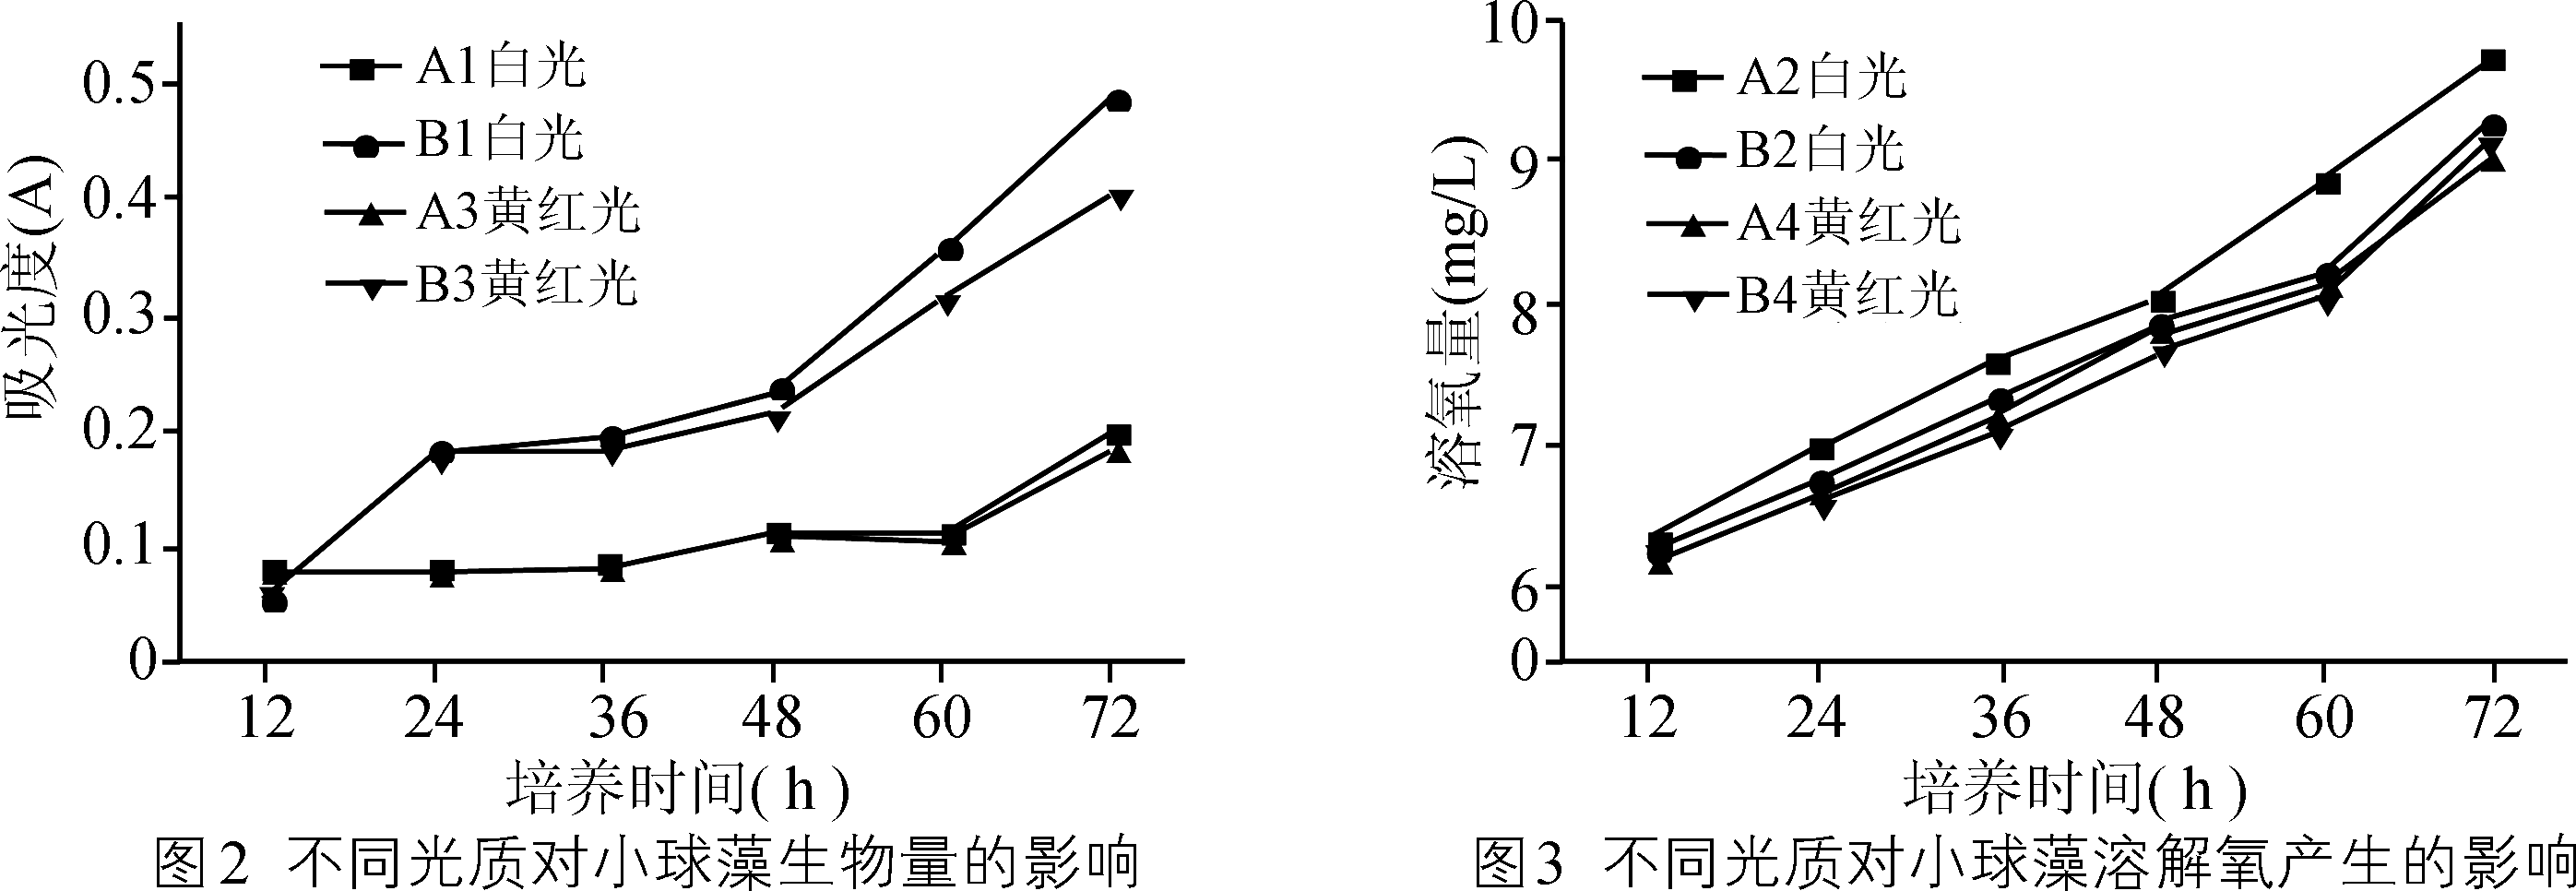 吸光度(A)
0.5
0.4
0.3
0.2
0.1
0
A1白光
B1白光
A3黄红光
B3黄红光
12 24 36 48 60 72
培养时间( h )
图2 不同光质对小球藻生物量的影响
溶氧量(mg/L)
10
9
8
7
6
0
A2白光
B2白光
A4黄红光
B4黄红光
12 24 36 48 60 72
培养时间( h )
图3 不同光质对小球藻溶解氧产生的影响